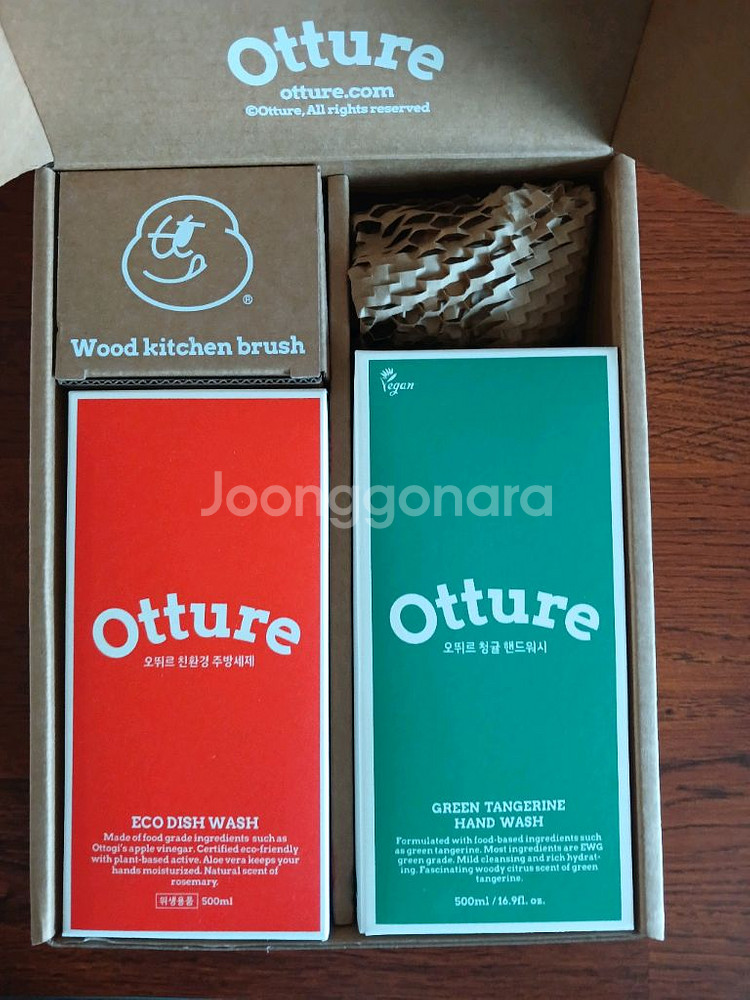 Otture
otture.com
©Otture, All rights reserved
®
Wood kitchen brush
Otture
오뛰르 친환경 주방세제
ECO DISH WASH
Made of food grade ingredients such as
Ottogi's apple vinegar. Certified eco-friendly
with plant-based active. Aloe vera keeps your
hands moisturized. Natural scent of
rosemary.
위생용품 500ml
Vegan
Joonggonara
Otture
오뛰르 청귤 핸드워시
GREEN TANGERINE
HAND WASH
Formulated with food-based ingredients such
as green tangerine. Most ingredients are EWG
green grade. Mild cleansing and rich hydrat-
ing. Fascinating woody citrus scent of green
tangerine.
500ml / 16.9fl. oz.